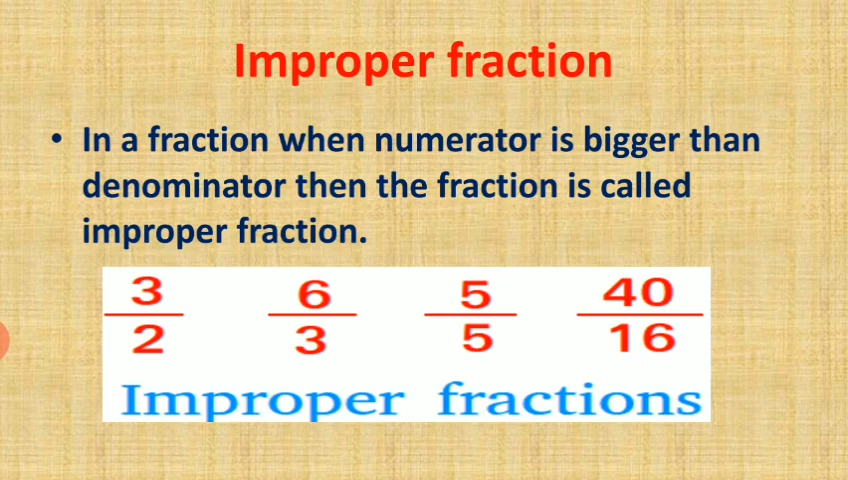 Improper fraction
• In a fraction when numerator is bigger than
denominator then the fraction is called
improper fraction.
3/2 6/3 5/5 40/16
Improper fractions